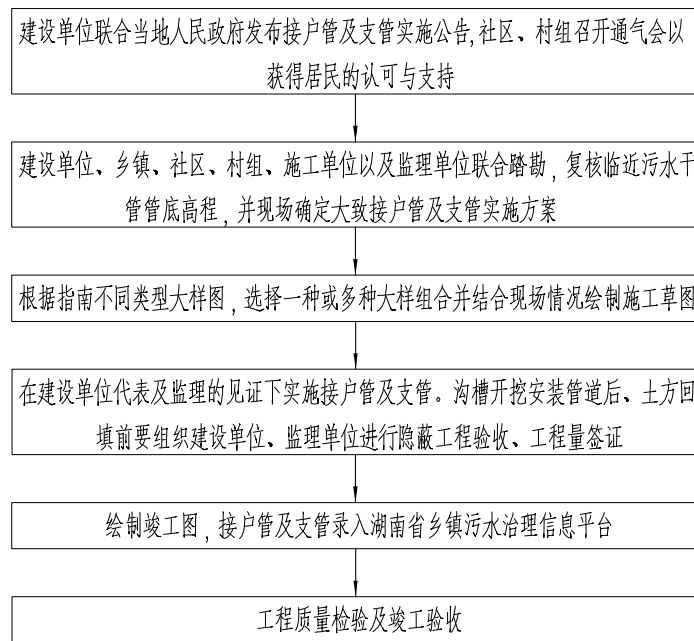 建设单位联合当地人民政府发布接户管及支管实施公告,社区、村组召开通气会以
获得居民的认可与支持
建设单位、乡镇、社区、村组、施工单位以及监理单位联合踏勘，复核临近污水干
管管底高程，并现场确定大致接户管及支管实施方案
根据指南不同类型大样图，选择一种或多种大样组合并结合现场情况绘制施工草图
在建设单位代表及监理的见证下实施接户管及支管。沟槽开挖安装管道后、土方回
填前要组织建设单位、监理单位进行隐蔽工程验收、工程量签证
绘制竣工图，接户管及支管录入湖南省乡镇污水治理信息平台
工程质量检验及竣工验收